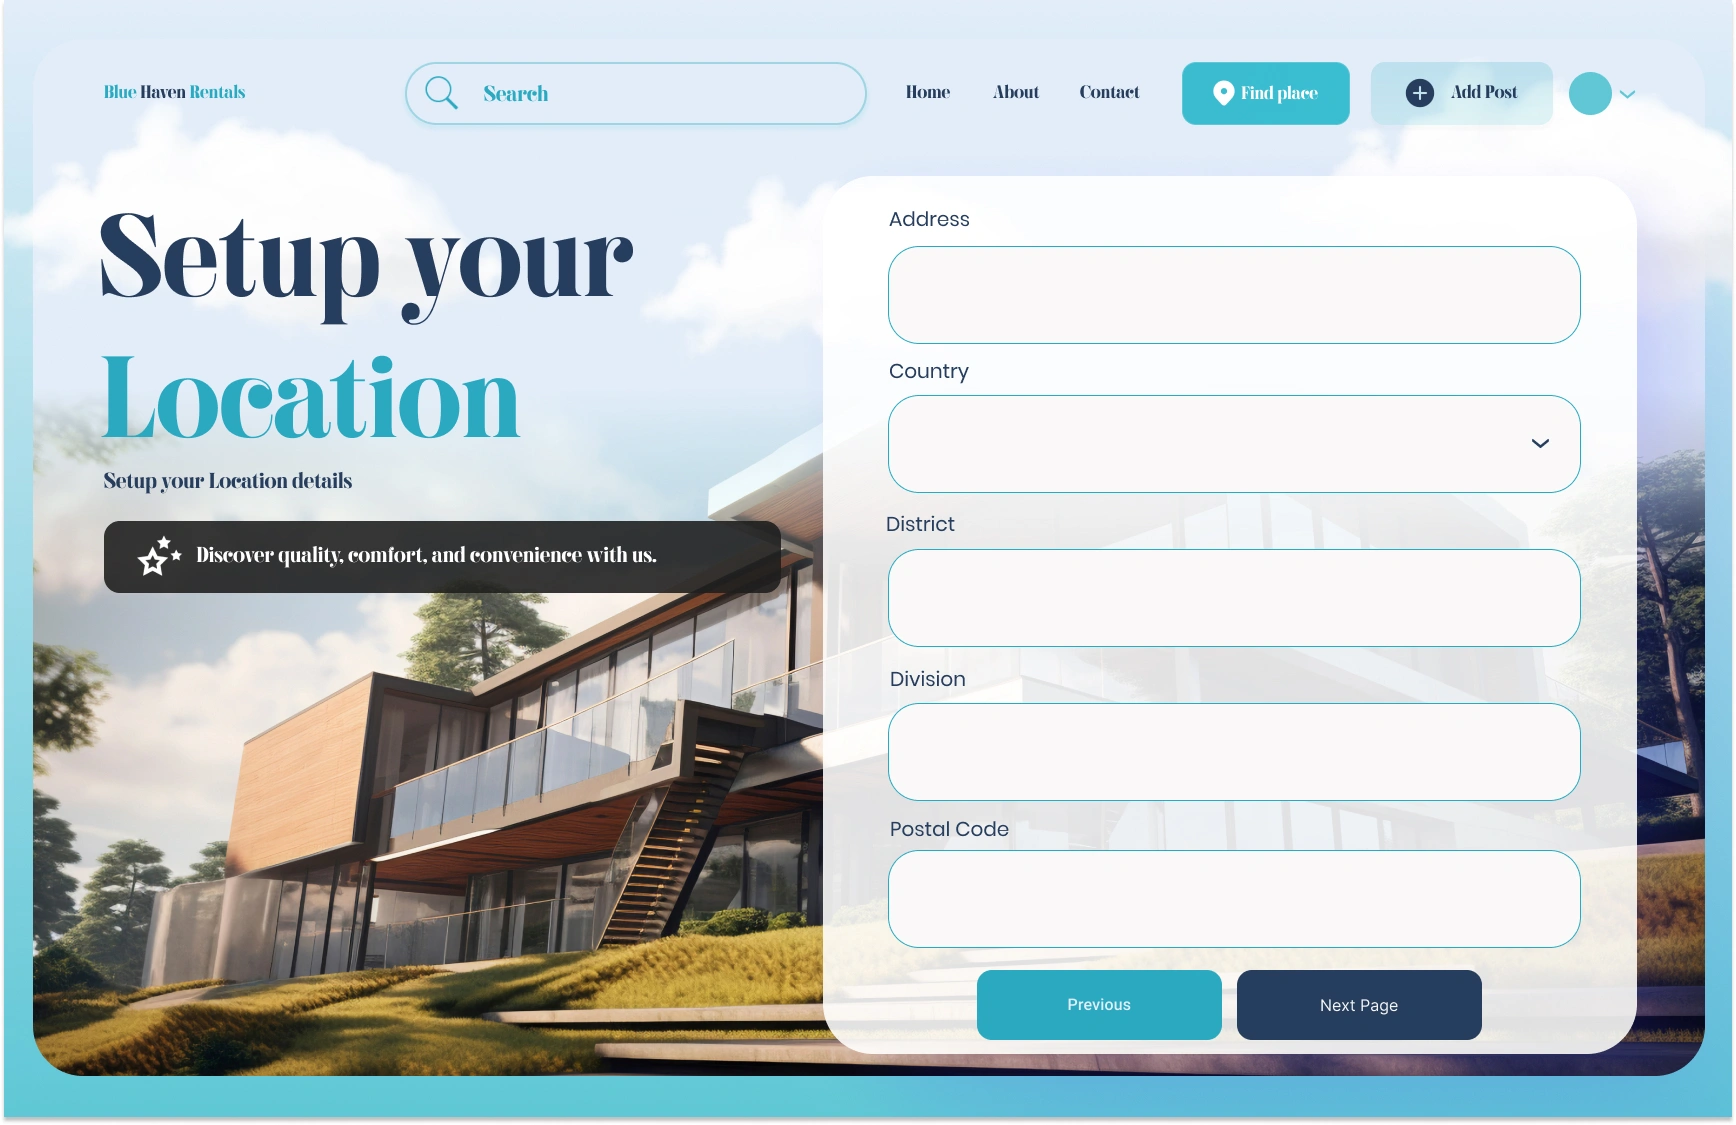 Blue Haven Rentals
Search
Home
About
Contact
Find place
Add Post
Setup your
Location
Setup your Location details
Discover quality, comfort, and convenience with us.
Address
Country
District
Division
Postal Code
Previous
Next Page